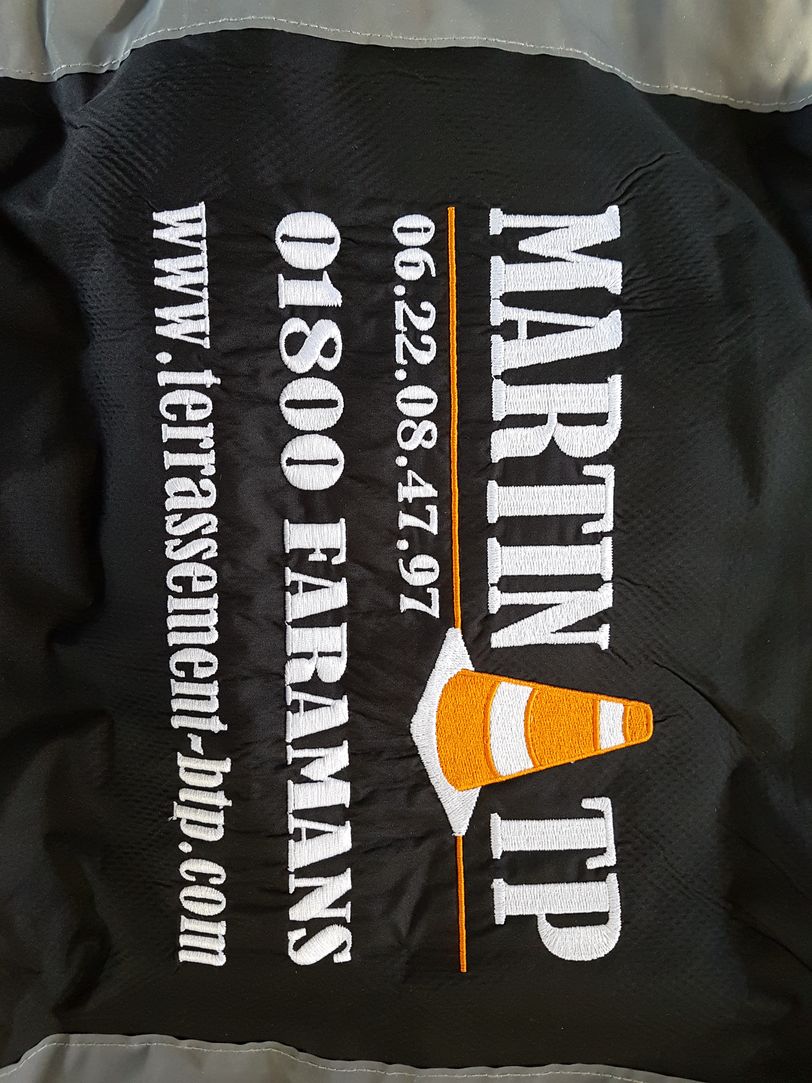 MARTIN TP
06.22.08.47.97
01800 FARAMANS
www.terrassement-btp.com